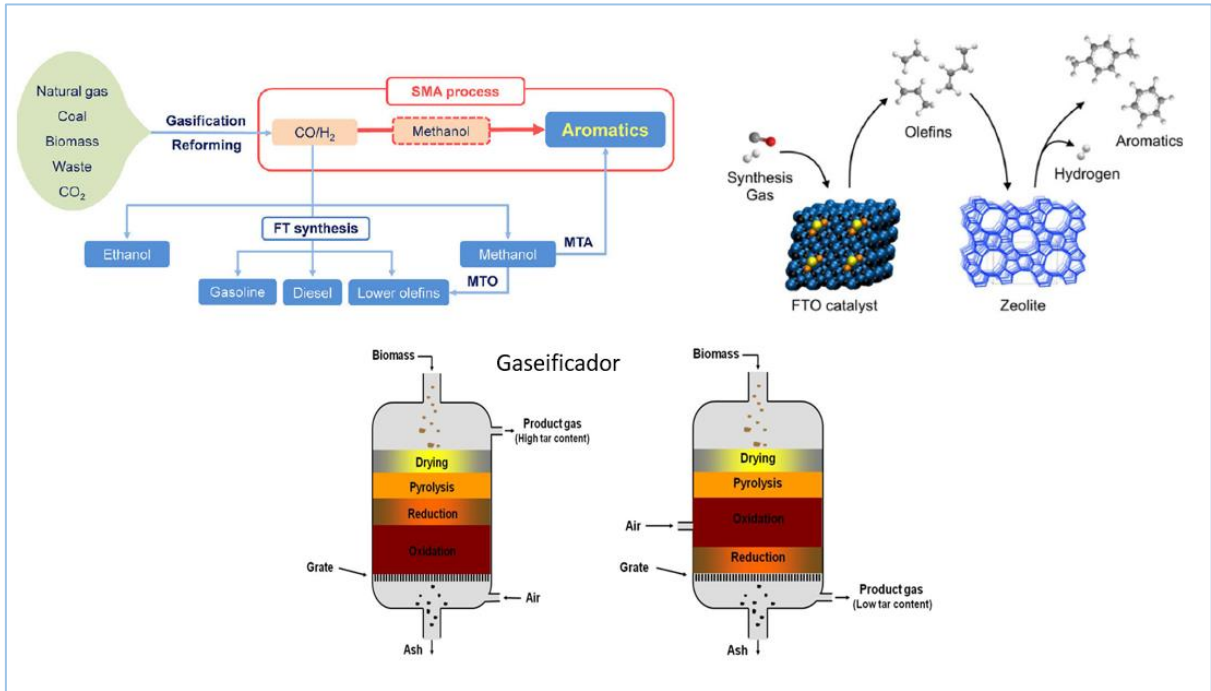 Natural gas
Coal
Biomass
Waste
CO₂
Gasification
Reforming
SMA process
CO/H₂
Methanol
Aromatics
FT synthesis
Ethanol
Methanol
MTA
MTO
Gasoline
Diesel
Lower olefins
Synthesis
Gas
FTO catalyst
Olefins
Zeolite
Hydrogen
Aromatics
Gaseificador
Biomass
Product gas
(High tar content)
Drying
Pyrolysis
Reduction
Oxidation
Grate
Air
Ash
Biomass
Drying
Pyrolysis
Air
Oxidation
Reduction
Grate
Product gas
(Low tar content)
Ash